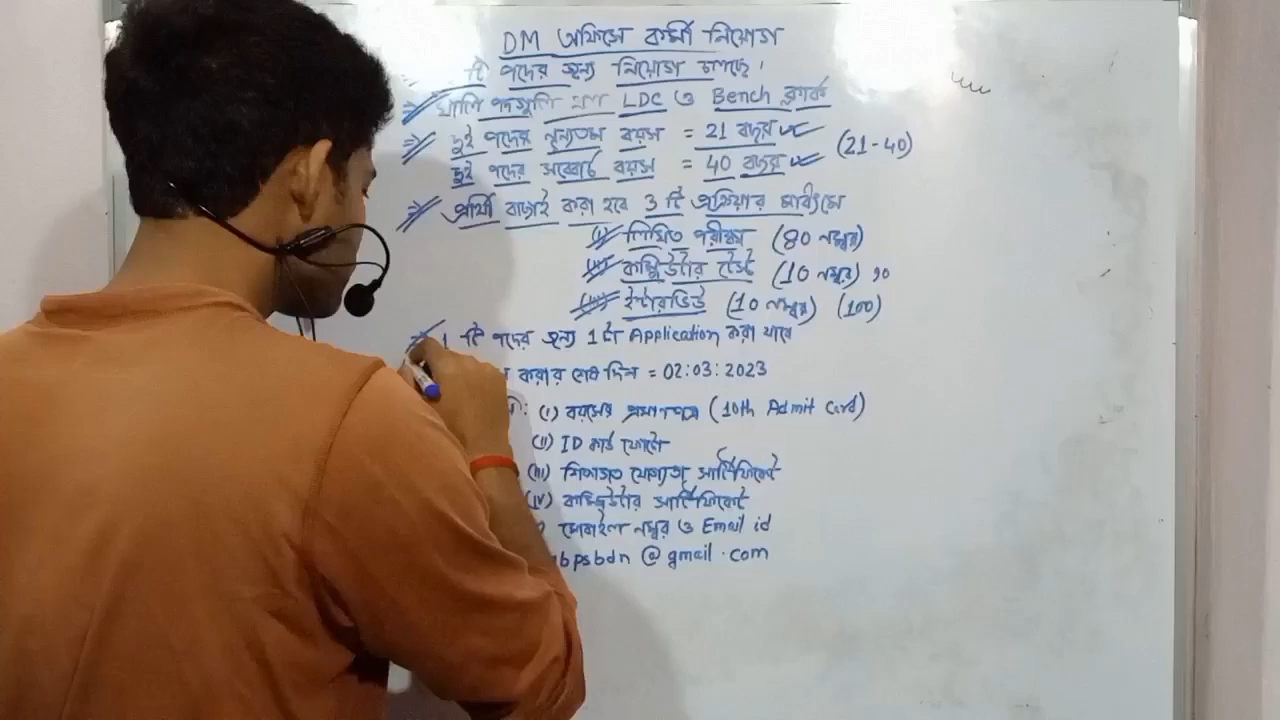 DM অফিসে কর্মী নিয়োগ
টি পদের জন্য নিয়োগ চলছে।
খালি পদগুলি হল LDC ও Bench ক্লার্ক
দুই পদের নূন্যতম বয়স = 21 বছর
দুই পদের সর্বোচ্চ বয়স = 40 বছর (21-40)
প্রার্থী বাছাই করা হবে 3 টি প্রক্রিয়ার মাধ্যমে
(i) লিখিত পরীক্ষা (80 নম্বর)
(ii) কম্পিউটার টেস্ট (10 নম্বর) 90
(iii) ইন্টারভিউ (10 নম্বর) (100)
1 টি পদের জন্য 1টা Application করা যাবে
করার শেষ দিন = 02:03:2023
(i) বয়সের প্রমাণপত্র (10th Admit Card)
(ii) ID কার্ড ফোটো
(iii) শিক্ষাগত যোগ্যতা সার্টিফিকেট
(iv) কম্পিউটার সার্টিফিকেট
মোবাইল নম্বর ও Email id
bpsbdn @gmail.com